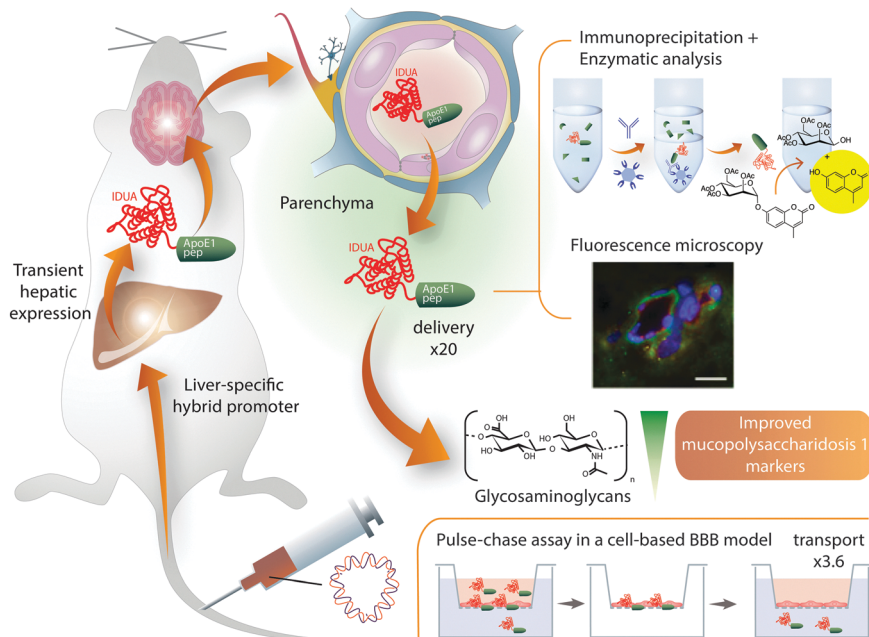 Immunoprecipitation +
Enzymatic analysis
IDUA
ApoE1
pep
Parenchyma
IDUA
ApoE1
pep
Transient
hepatic
expression
IDUA
ApoE1
pep
delivery
x20
Liver-specific
hybrid promoter
OAc
AcO
AcO
AcO
O
OH
+
HO
O
O
OAc
AcO
AcO
AcO
O
O
O
O
Fluorescence microscopy
O
OH
O
O
HO
OH
O
OH
HO
O
NH
O
n
Glycosaminoglycans
Improved
mucopolysaccharidosis 1
markers
Pulse-chase assay in a cell-based BBB model
transport
x3.6